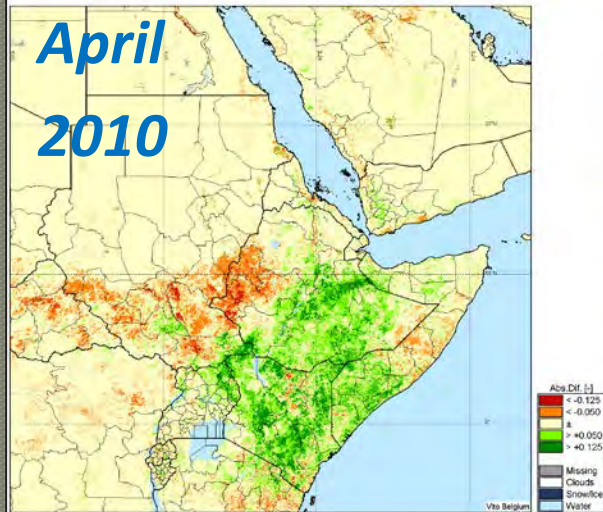 April
2010
Abs.Dif. [-]
< -0.125
< -0.050
±
> +0.050
> +0.125
Missing
Clouds
Snow/Ice
Water
Vito Belgium